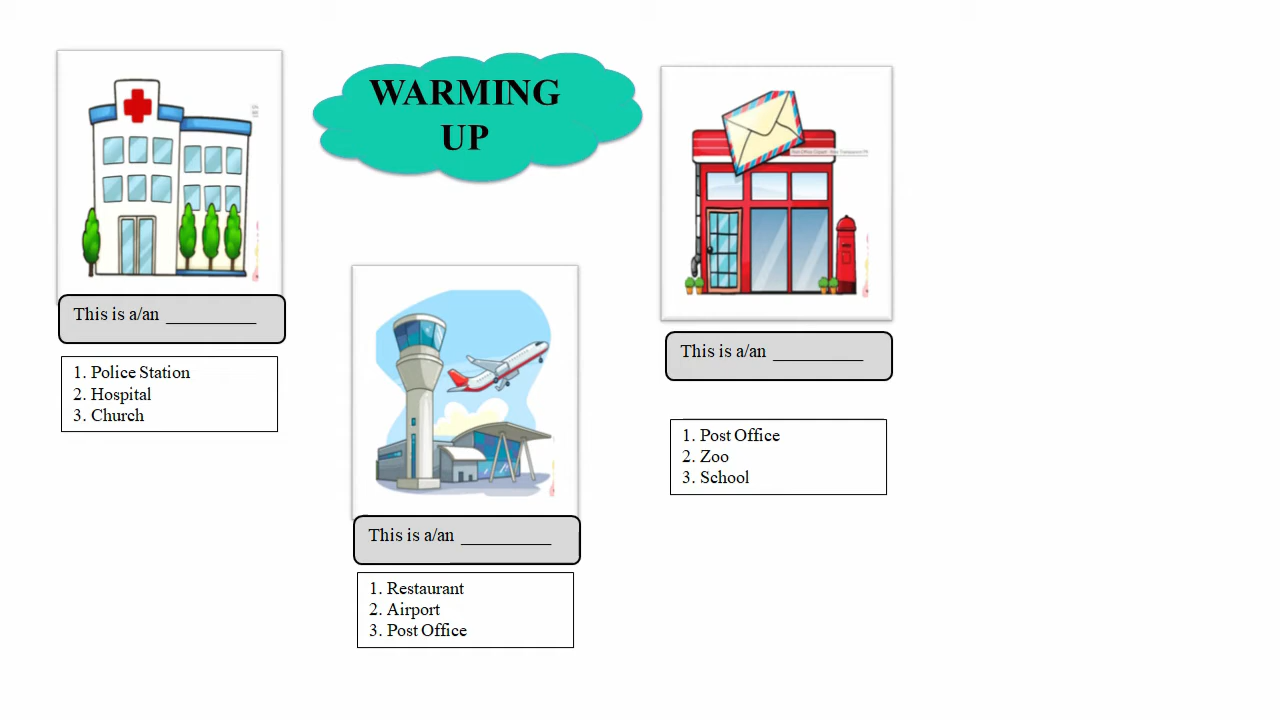 WARMING
UP
This is a/an __________
1. Police Station
2. Hospital
3. Church
This is a/an __________
1. Restaurant
2. Airport
3. Post Office
This is a/an __________
1. Post Office
2. Zoo
3. School